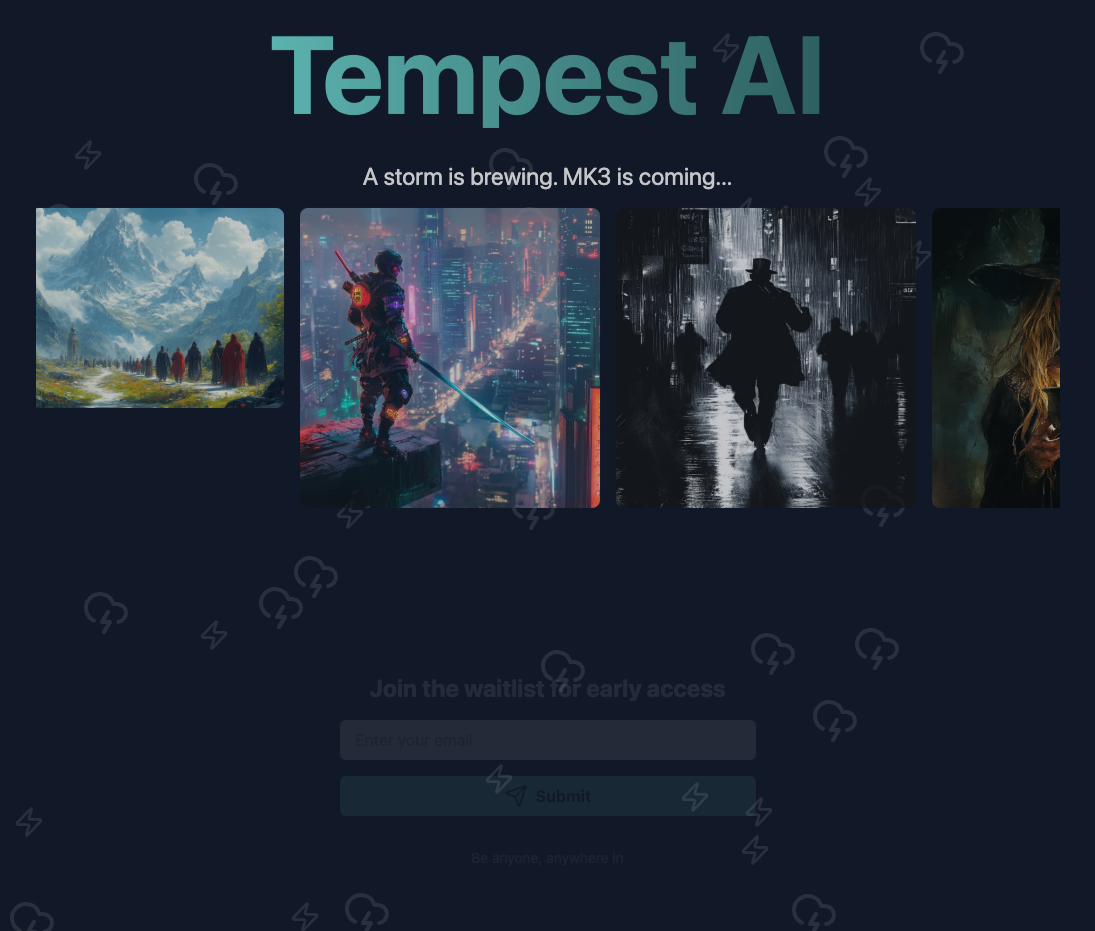 Tempest AI
A storm is brewing. MK3 is coming...
Join the waitlist for early access
Enter your email
Submit
Be anyone, anywhere in